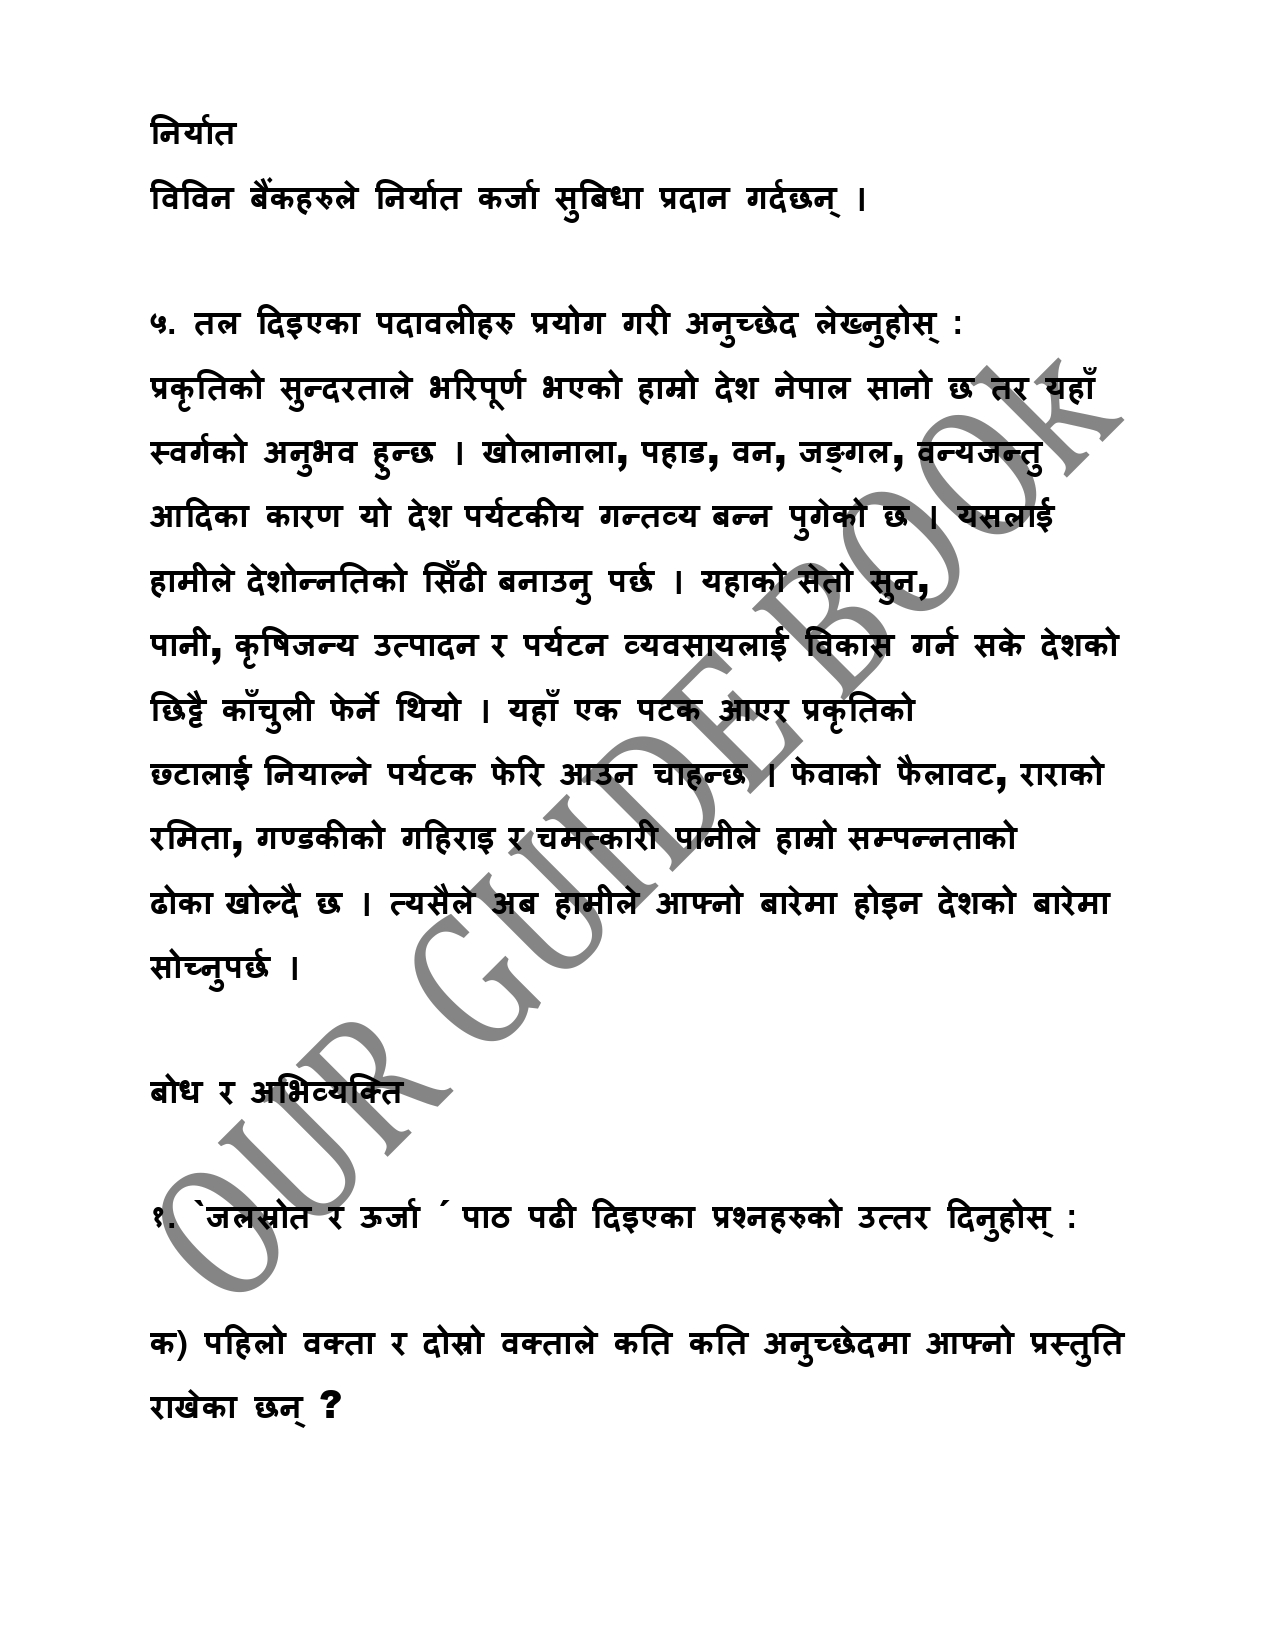 निर्यात
विविन बैंकहरुले निर्यात कर्जा सुबिधा प्रदान गर्दछन् ।
५. तल दिइएका पदावलीहरु प्रयोग गरी अनुच्छेद लेख्नुहोस् :
प्रकृतिको सुन्दरताले भरिपूर्ण भएको हाम्रो देश नेपाल सानो छ तर यहाँ
स्वर्गको अनुभव हुन्छ । खोलानाला, पहाड, वन, जङ्गल, वन्यजन्तु
आदिका कारण यो देश पर्यटकीय गन्तव्य बन्न पुगेको छ । यसलाई
हामीले देशोन्नतिको सिँढी बनाउनु पर्छ । यहाको सेतो सुन,
पानी, कृषिजन्य उत्पादन र पर्यटन व्यवसायलाई विकास गर्न सके देशको
छिट्टै काँचुली फेर्ने थियो । यहाँ एक पटक आएर प्रकृतिको
छटालाई नियाल्ने पर्यटक फेरि आउन चाहन्छ । फेवाको फैलावट, राराको
रमिता, गण्डकीको गहिराइ र चमत्कारी पानीले हाम्रो सम्पन्नताको
ढोका खोल्दै छ । त्यसैले अब हामीले आफ्नो बारेमा होइन देशको बारेमा
सोच्नुपर्छ ।
बोध र अभिव्यक्ति
१. `जलस्रोत र ऊर्जा ´ पाठ पढी दिइएका प्रश्नहरुको उत्तर दिनुहोस् :
क) पहिलो वक्ता र दोस्रो वक्ताले कति कति अनुच्छेदमा आफ्नो प्रस्तुति
राखेका छन् ?
OUR GUIDE BOOk